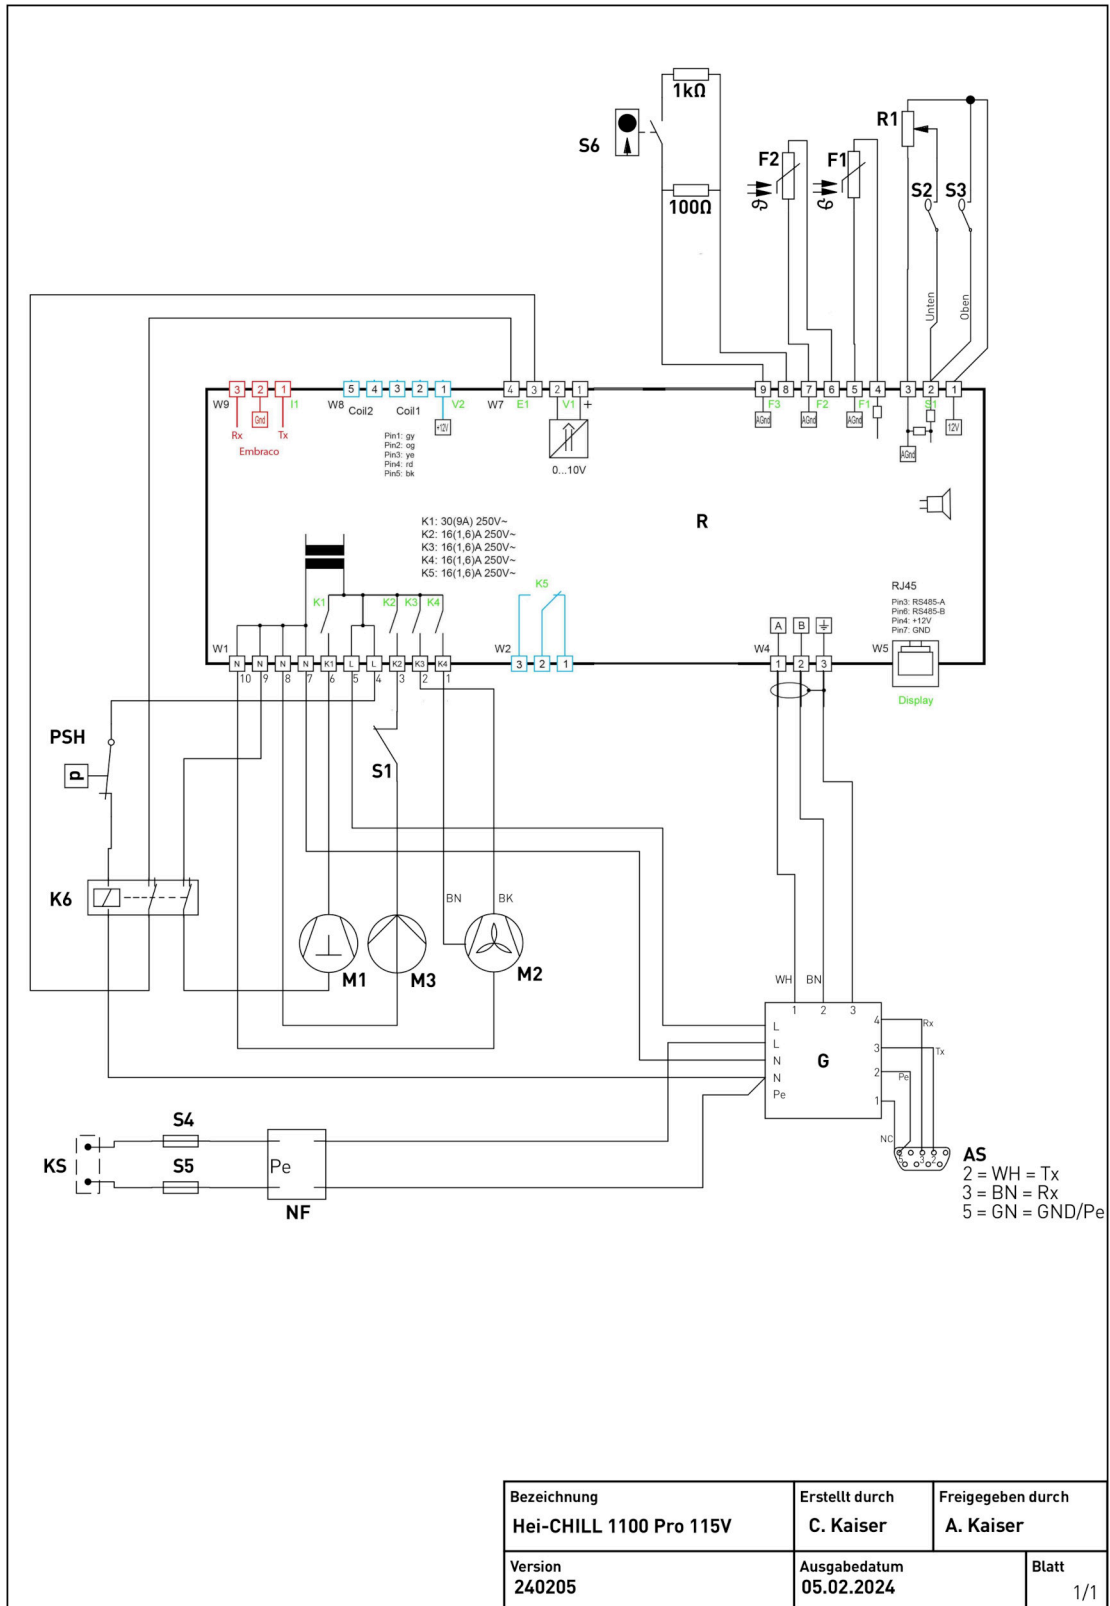 1kΩ
S6
100Ω
F2
F1
R1
S2
S3
ϑ
ϑ
Unten
Oben
3 2 1
5 4 3 2 1
4 3 2 1
9 8 7 6 5 4 3 2 1
W9 I1
W8 Coil2 Coil1 V2
W7 E1 V1 +
F3 F2 F1 S1
Gnd
+12V
AGnd
AGnd
AGnd
AGnd
12V
Rx Tx
Embraco
Pin1: gy
Pin2: og
Pin3: ye
Pin4: rd
Pin5: bk
0...10V
K1: 30(9A) 250V~
K2: 16(1,6)A 250V~
K3: 16(1,6)A 250V~
K4: 16(1,6)A 250V~
K5: 16(1,6)A 250V~
R
K1 K2 K3 K4
K5
RJ45
Pin3: RS485-A
Pin6: RS485-B
Pin4: +12V
Pin7: GND
A B
W1 N N N N K1 L L K2 K3 K4
10 9 8 7 6 5 4 3 2 1
W2 3 2 1
W4 1 2 3
W5
Display
PSH
p
S1
K6
BN BK
M1
M3
M2
WH BN
1 2 3
L
L
N
N
Pe
G
4
3
2
1
Rx
Tx
Pe
NC
5 3 2
AS
2 = WH = Tx
3 = BN = Rx
5 = GN = GND/Pe
S4
KS
S5
Pe
NF
Bezeichnung
Hei-CHILL 1100 Pro 115V
Erstellt durch
C. Kaiser
Freigegeben durch
A. Kaiser
Version
240205
Ausgabedatum
05.02.2024
Blatt
1/1